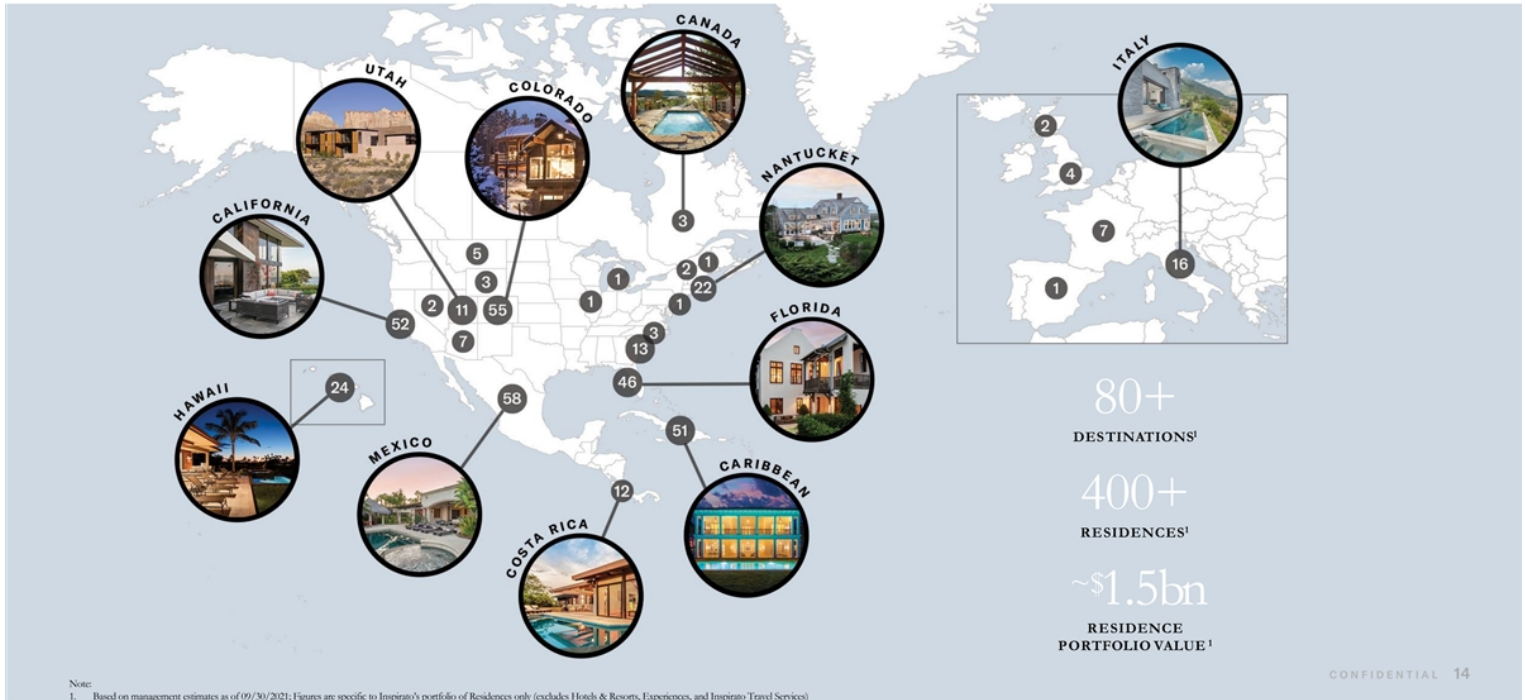 CANADA
ITALY
UTAH
COLORADO
2
NANTUCKET
4
CALIFORNIA
3
7
5
2
1
16
3
1
22
1
2
11
55
1
1
52
FLORIDA
3
7
13
HAWAII
24
46
58
80+
DESTINATIONS¹
51
MEXICO
CARIBBEAN
400+
12
COSTA RICA
RESIDENCES¹
~$1.5bn
RESIDENCE
PORTFOLIO VALUE ¹
CONFIDENTIAL 14
Note:
1. Based on management estimates as of 09/30/2021; Figures are specific to Inspirato's portfolio of Residences only (excludes Hotels & Resorts, Experiences, and Inspirato Travel Services)